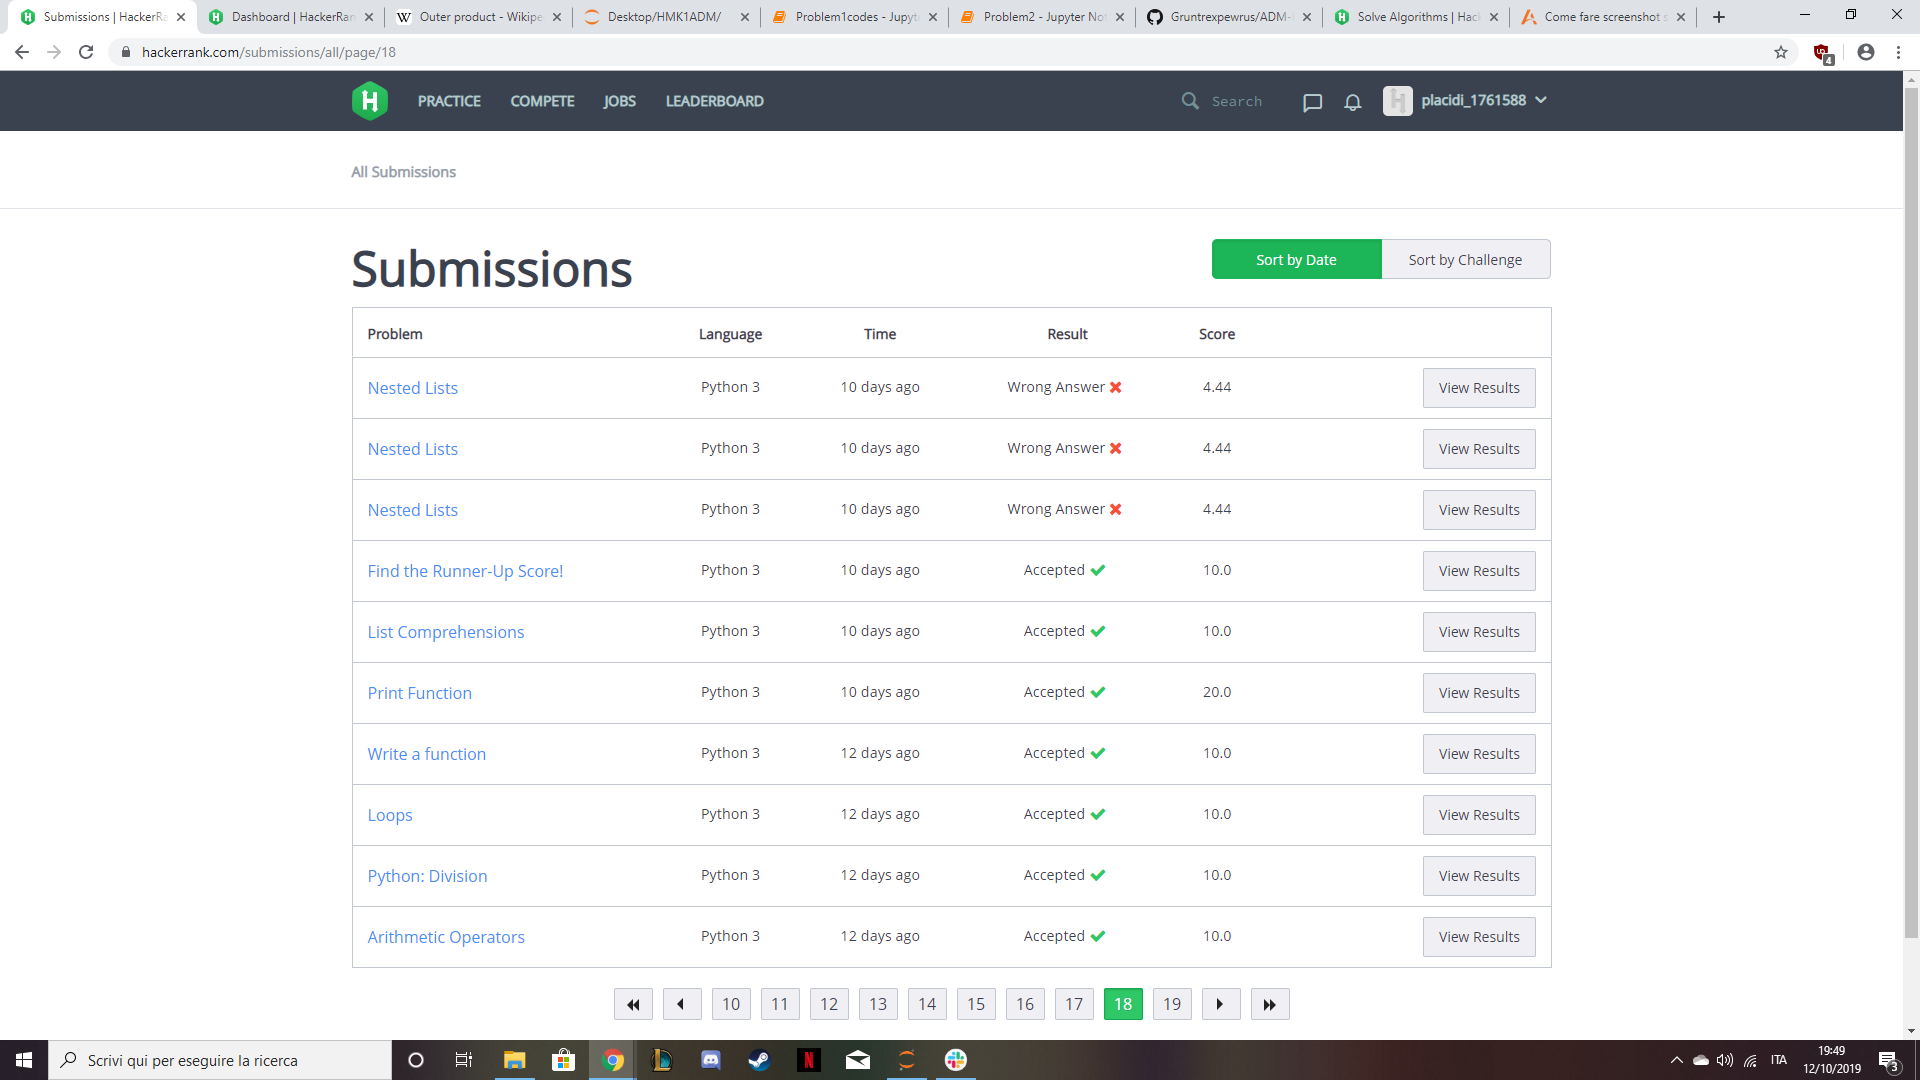 Submissions | HackerRa
Dashboard | HackerRan
Outer product - Wikipe
Desktop/HMK1ADM/
Problem1codes - Jupyt
Problem2 - Jupyter Not
Gruntrexpewrus/ADM-
Solve Algorithms | Hac
Come fare screenshot s
hackerrank.com/submissions/all/page/18
4
PRACTICE COMPETE JOBS LEADERBOARD Search placidi_1761588
All Submissions
Submissions
Sort by Date Sort by Challenge
Problem Language Time Result Score
Nested Lists Python 3 10 days ago Wrong Answer 4.44 View Results
Nested Lists Python 3 10 days ago Wrong Answer 4.44 View Results
Nested Lists Python 3 10 days ago Wrong Answer 4.44 View Results
Find the Runner-Up Score! Python 3 10 days ago Accepted 10.0 View Results
List Comprehensions Python 3 10 days ago Accepted 10.0 View Results
Print Function Python 3 10 days ago Accepted 20.0 View Results
Write a function Python 3 12 days ago Accepted 10.0 View Results
Loops Python 3 12 days ago Accepted 10.0 View Results
Python: Division Python 3 12 days ago Accepted 10.0 View Results
Arithmetic Operators Python 3 12 days ago Accepted 10.0 View Results
10 11 12 13 14 15 16 17 18 19
Scrivi qui per eseguire la ricerca
ITA
19:49
12/10/2019
3